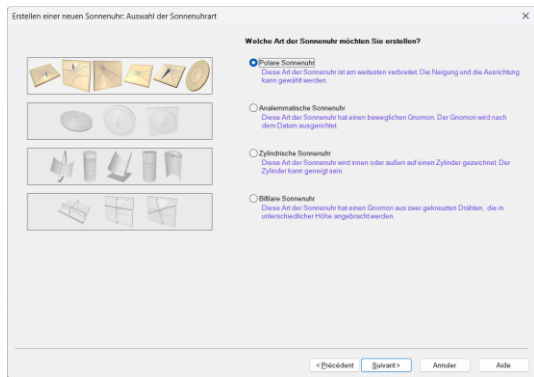 Erstellen einer neuen Sonnenuhr: Auswahl der Sonnenuhrart
Welche Art der Sonnenuhr möchten Sie erstellen?
Polare Sonnenuhr
Diese Art der Sonnenuhr ist am weitesten verbreitet. Die Neigung und die Ausrichtung
kann gewählt werden.
Analemmatische Sonnenuhr
Diese Art der Sonnenuhr hat einen beweglichen Gnomon. Der Gnomon wird nach
dem Datum ausgerichtet.
Zylindrische Sonnenuhr
Diese Art der Sonnenuhr wird innen oder außen auf einen Zylinder gezeichnet. Der
Zylinder kann geneigt sein.
Bifilare Sonnenuhr
Diese Art der Sonnenuhr hat einen Gnomon aus zwei gekreuzten Drähten, die in
unterschiedlicher Höhe angebracht werden.
< Précédent
Suivant >
Annuler
Aide